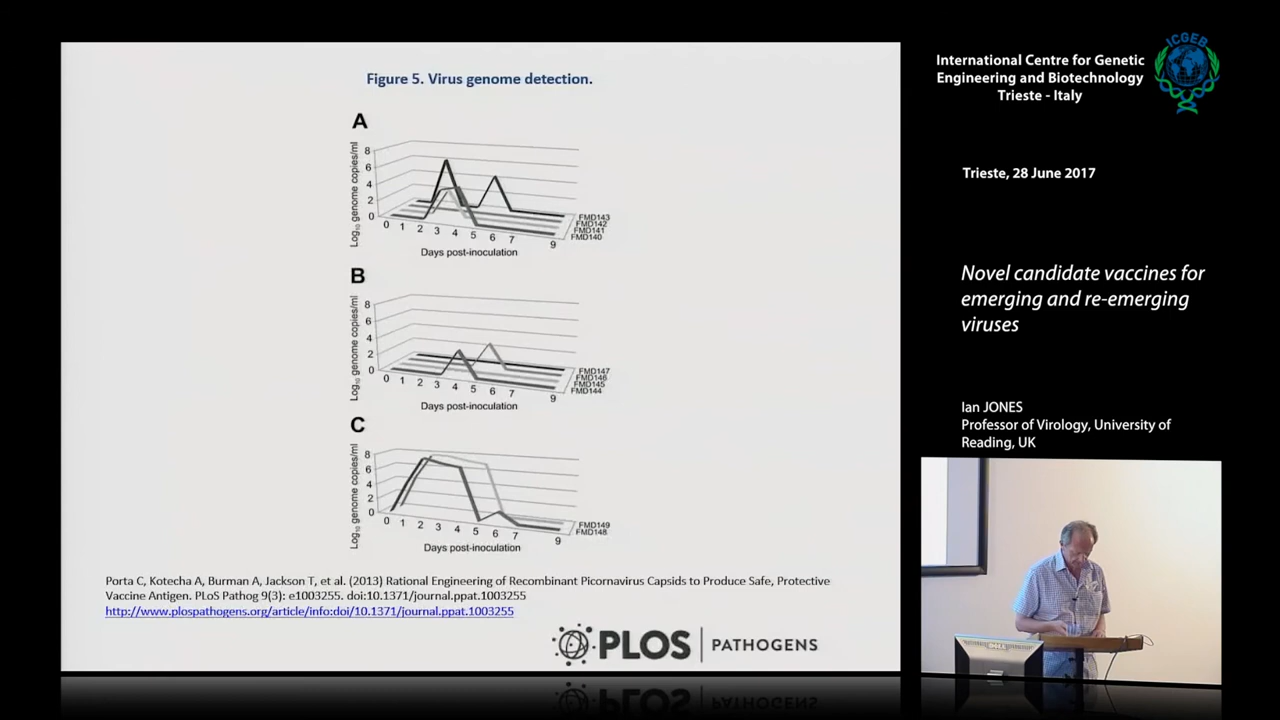 Figure 5. Virus genome detection.
A
Log10 genome copies/ml
8
6
4
2
0
0 1 2 3 4 5 6 7 9
FMD143
FMD142
FMD141
FMD140
Days post-inoculation
B
Log10 genome copies/ml
8
6
4
2
0
0 1 2 3 4 5 6 7 9
FMD147
FMD146
FMD145
FMD144
Days post-inoculation
C
Log10 genome copies/ml
8
6
4
2
0
0 1 2 3 4 5 6 7 9
FMD149
FMD148
Days post-inoculation
Porta C, Kotecha A, Burman A, Jackson T, et al. (2013) Rational Engineering of Recombinant Picornavirus Capsids to Produce Safe, Protective
Vaccine Antigen. PLoS Pathog 9(3): e1003255. doi:10.1371/journal.ppat.1003255
http://www.plospathogens.org/article/info:doi/10.1371/journal.ppat.1003255
PLOS | PATHOGENS
International Centre for Genetic
Engineering and Biotechnology
Trieste - Italy
ICGEB
Trieste, 28 June 2017
Novel candidate vaccines for
emerging and re-emerging
viruses
Ian JONES
Professor of Virology, University of
Reading, UK
DELL